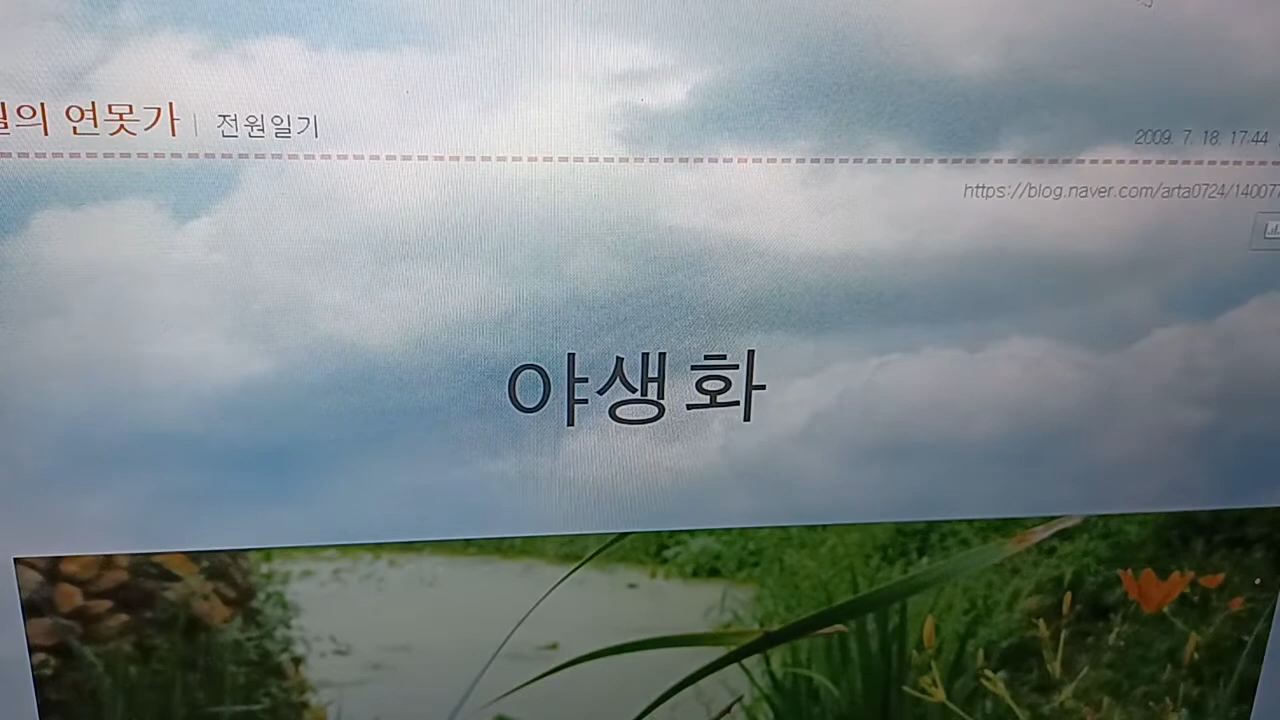 의 연못가 | 전원일기
2009. 7. 18. 17:44
https://blog.naver.com/arta0724/140077
야생화